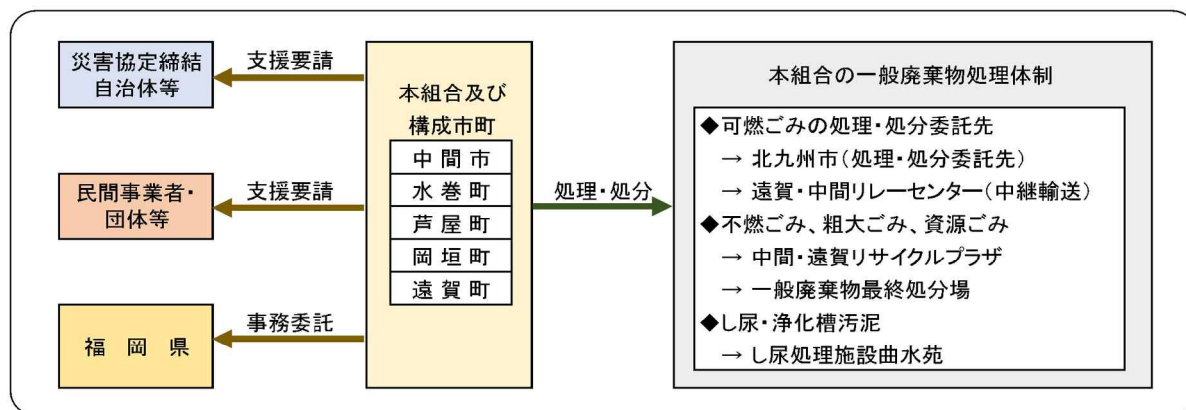 災害協定締結
自治体等
支援要請
民間事業者・
団体等
支援要請
福岡県
事務委託
本組合及び
構成市町
中間市
水巻町
芦屋町
岡垣町
遠賀町
処理・処分
本組合の一般廃棄物処理体制
◆可燃ごみの処理・処分委託先
→ 北九州市（処理・処分委託先）
→ 遠賀・中間リレーセンター（中継輸送）
◆不燃ごみ、粗大ごみ、資源ごみ
→ 中間・遠賀リサイクルプラザ
→ 一般廃棄物最終処分場
◆し尿・浄化槽汚泥
→ し尿処理施設曲水苑